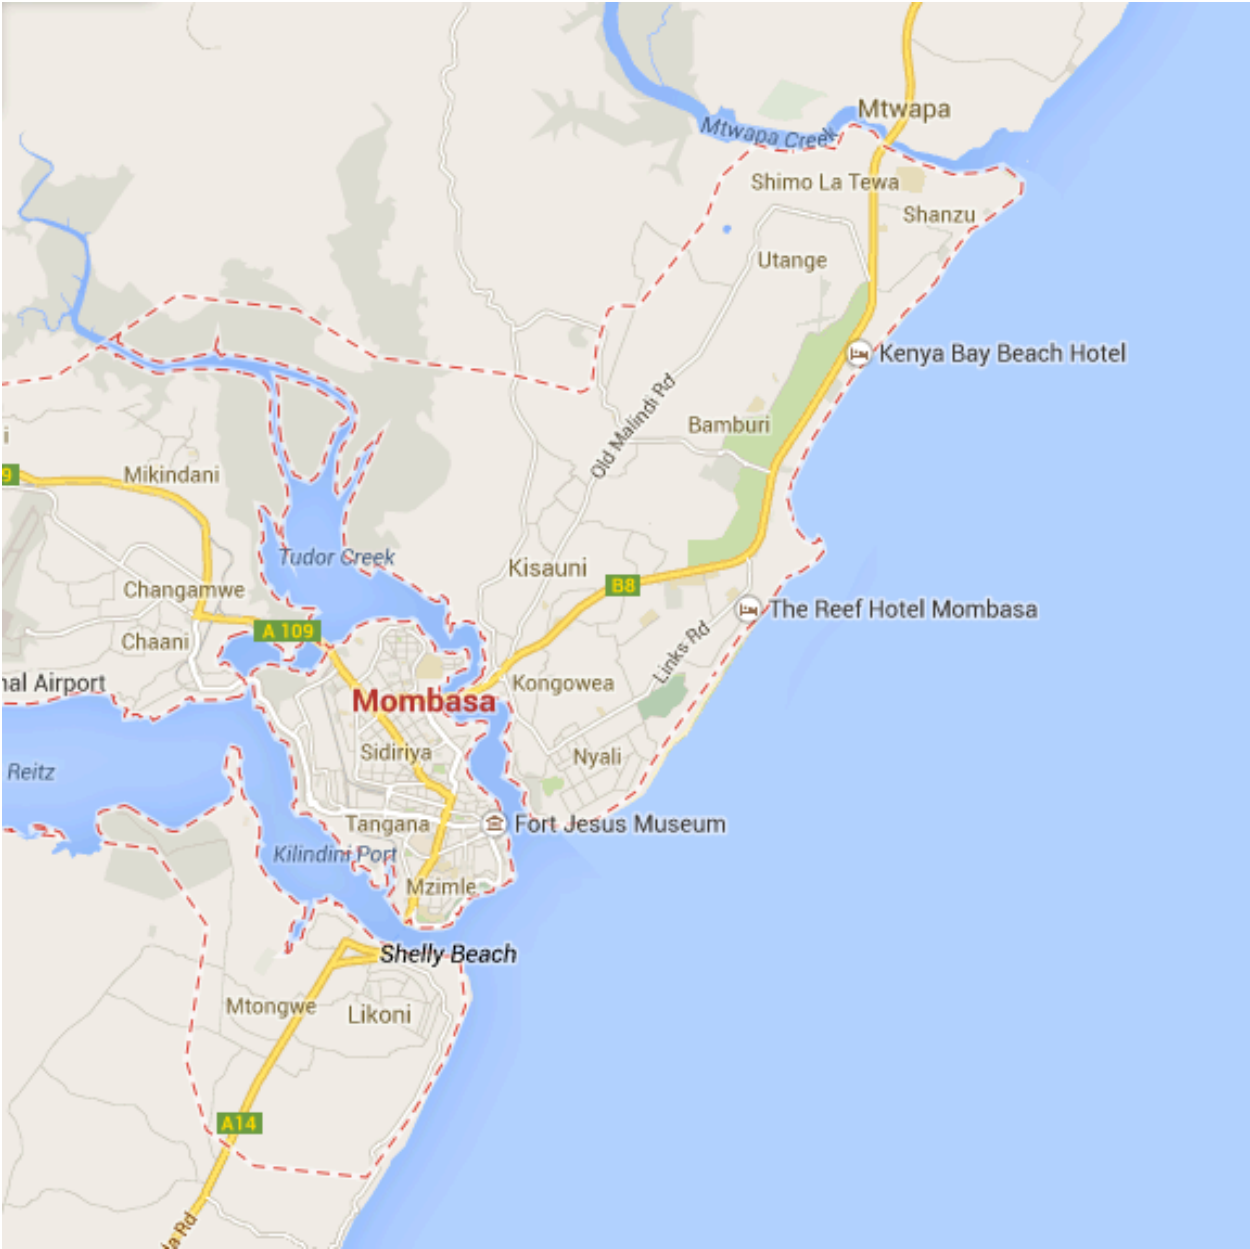 Mtwapa
Mtwapa Creek
Shimo La Tewa
Shanzu
Utange
Kenya Bay Beach Hotel
Old Malindi Rd
Bamburi
i
9
Mikindani
Tudor Creek
Kisauni
B8
Changamwe
The Reef Hotel Mombasa
A 109
Chaani
Links Rd
nal Airport
Kongowea
Mombasa
Sidiriya
Nyali
Reitz
Tangana
Fort Jesus Museum
Kilindini Port
Mzimle
Shelly Beach
Mtongwe
Likoni
A14
la Rd